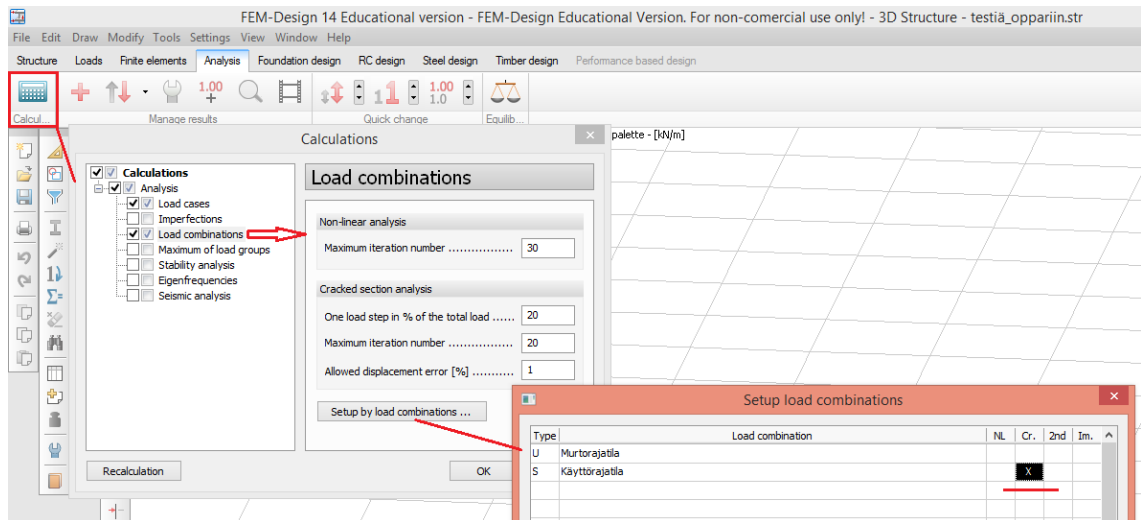 FEM-Design 14 Educational version - FEM-Design Educational Version. For non-comercial use only! - 3D Structure - testiä_oppariin.str
File Edit Draw Modify Tools Settings View Window Help
Structure Loads Finite elements Analysis Foundation design RC design Steel design Timber design Performance based design
1.00
1.00
1.0
Calcul... Manage results Quick change Equilib...
palette - [kN/m]
Calculations
Calculations
Analysis
Load cases
Imperfections
Load combinations
Maximum of load groups
Stability analysis
Eigenfrequencies
Seismic analysis
Recalculation
Load combinations
Non-linear analysis
Maximum iteration number ................. 30
Cracked section analysis
One load step in % of the total load ...... 20
Maximum iteration number ................. 20
Allowed displacement error [%] ........... 1
Setup by load combinations ...
OK
Setup load combinations
Type Load combination NL Cr. 2nd Im.
U Murtorajatila
S Käyttörajatila X